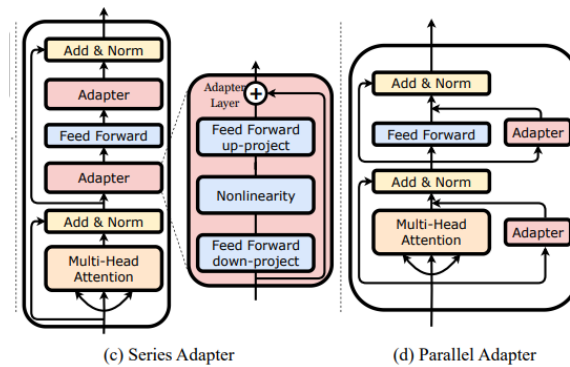 Add & Norm
Adapter
Feed Forward
Adapter
Add & Norm
Multi-Head
Attention
Adapter
Layer
+
Feed Forward
up-project
Nonlinearity
Feed Forward
down-project
(c) Series Adapter
Add & Norm
Feed Forward
Adapter
Add & Norm
Multi-Head
Attention
Adapter
(d) Parallel Adapter